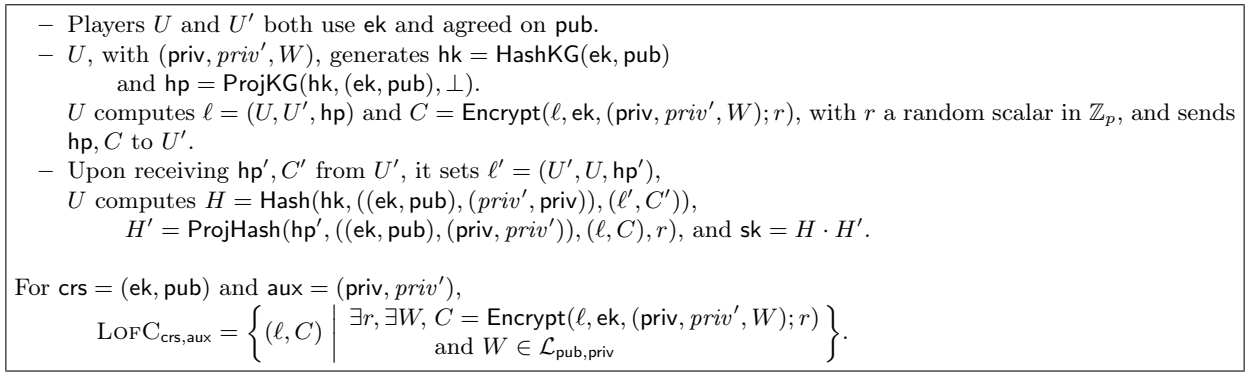 – Players U and U′ both use ek and agreed on pub.
– U, with (priv, priv′, W), generates hk = HashKG(ek, pub)
and hp = ProjKG(hk, (ek, pub), ⊥).
U computes ℓ = (U, U′, hp) and C = Encrypt(ℓ, ek, (priv, priv′, W); r), with r a random scalar in ℤ_p, and sends
hp, C to U′.
– Upon receiving hp′, C′ from U′, it sets ℓ′ = (U′, U, hp′),
U computes H = Hash(hk, ((ek, pub), (priv′, priv)), (ℓ′, C′)),
H′ = ProjHash(hp′, ((ek, pub), (priv, priv′)), (ℓ, C), r), and sk = H · H′.
For crs = (ek, pub) and aux = (priv, priv′),
LofC_{crs,aux} = { (ℓ, C) | ∃r, ∃W, C = Encrypt(ℓ, ek, (priv, priv′, W); r)
and W ∈ 𝓛_{pub,priv} }.